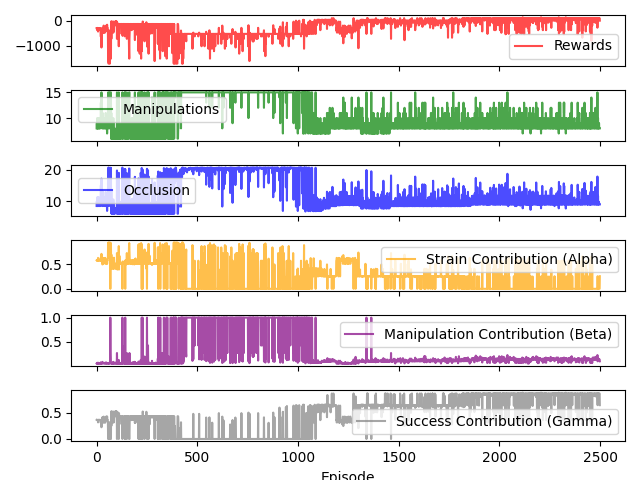 0
−1000
Rewards
15
10
Manipulations
20
10
Occlusion
0.5
0.0
Strain Contribution (Alpha)
1.0
0.5
Manipulation Contribution (Beta)
0.5
0.0
Success Contribution (Gamma)
0 500 1000 1500 2000 2500
Episode